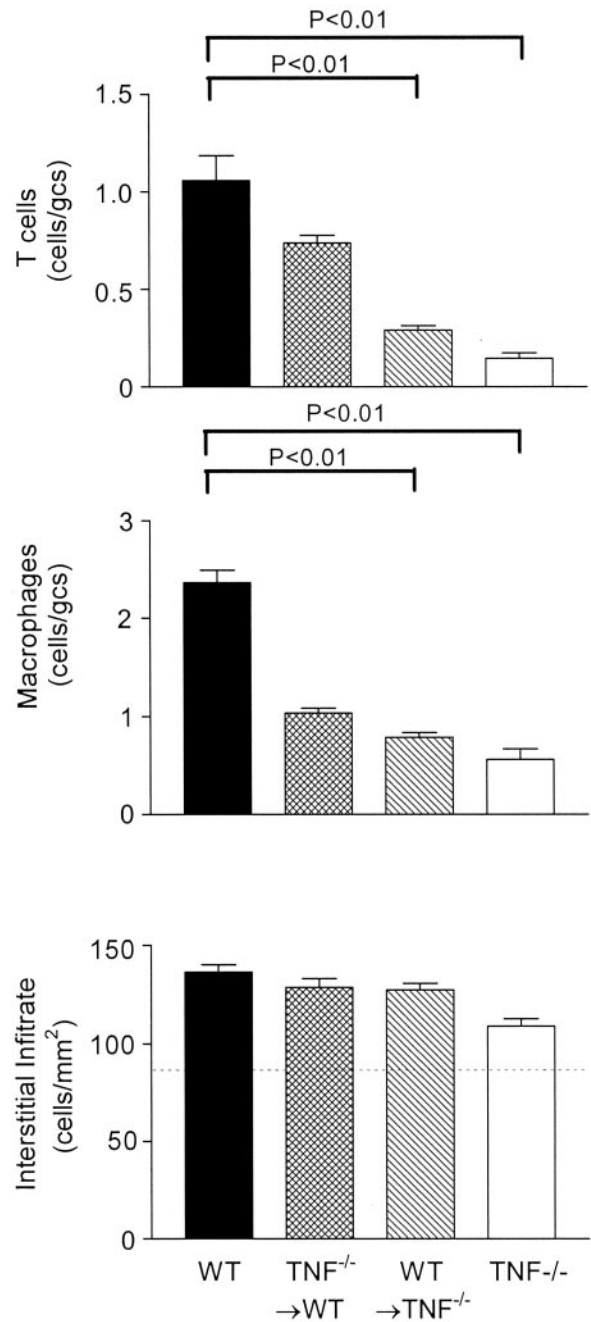 P<0.01
P<0.01
T cells
(cells/gcs)
1.5
1.0
0.5
0
P<0.01
P<0.01
Macrophages
(cells/gcs)
3
2
1
0
Interstitial Infitrate
(cells/mm²)
150
100
50
0
WT TNF⁻/⁻ WT TNF-/-
→WT →TNF⁻/⁻